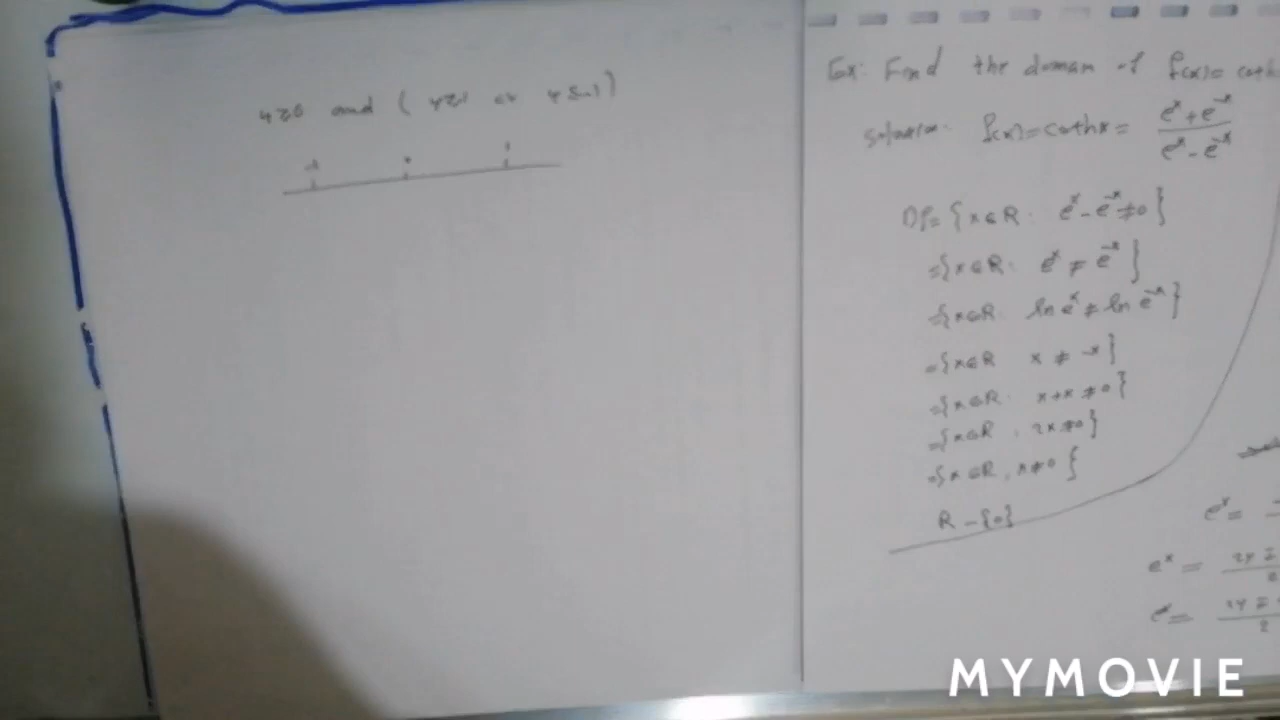 y≥0 and ( y≥1 or y≤-1 )
-1 0 1
Ex: Find the domain of f(x)= coth
solution: f(x)=cothx= (e^x+e^-x)/(e^x-e^-x)
Df={x∈R: e^x-e^-x≠0}
={x∈R: e^x≠e^-x}
={x∈R: ln e^x≠ln e^-x}
={x∈R x≠-x}
={x∈R: x+x≠0}
={x∈R, 2x≠0}
={x∈R, x≠0}
R-{0}
e^x=
e^x=
MYMOVIE